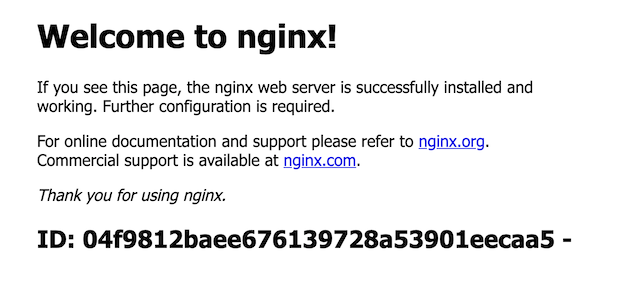 Welcome to nginx!
If you see this page, the nginx web server is successfully installed and
working. Further configuration is required.
For online documentation and support please refer to nginx.org.
Commercial support is available at nginx.com.
Thank you for using nginx.
ID: 04f9812baee676139728a53901eecaa5 -